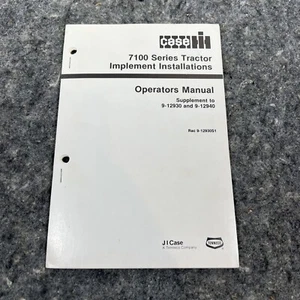 CASE IH
7100 Series Tractor
Implement Installations
Operators Manual
Supplement to
9-12930 and 9-12940
Rac 9-12930S1
J I Case
A Tenneco Company
TENNECO